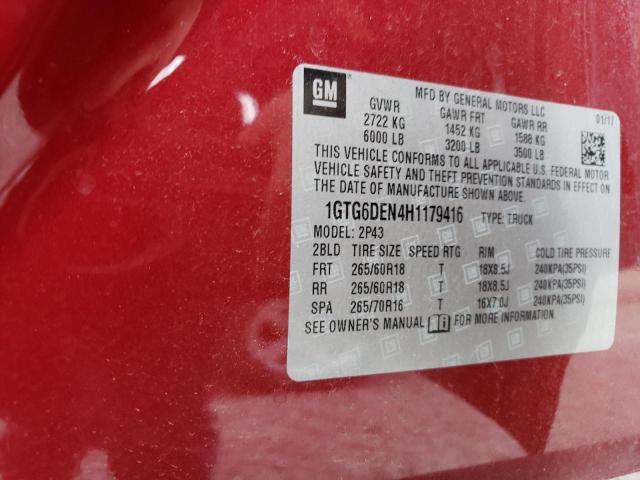 GM
MFD BY GENERAL MOTORS LLC
GVWR GAWR FRT GAWR RR 01/17
2722 KG 1452 KG 1588 KG
6000 LB 3200 LB 3500 LB
THIS VEHICLE CONFORMS TO ALL APPLICABLE U.S. FEDERAL MOTOR
VEHICLE SAFETY AND THEFT PREVENTION STANDARDS IN EFFECT ON
THE DATE OF MANUFACTURE SHOWN ABOVE.
1GTG6DEN4H1179416 TYPE: TRUCK
MODEL: 2P43
2BLD TIRE SIZE SPEED RTG RIM COLD TIRE PRESSURE
FRT 265/60R18 T 18X8.5J 240KPA(35PSI)
RR 265/60R18 T 18X8.5J 240KPA(35PSI)
SPA 265/70R16 T 16X7.0J 240KPA(35PSI)
SEE OWNER'S MANUAL FOR MORE INFORMATION.